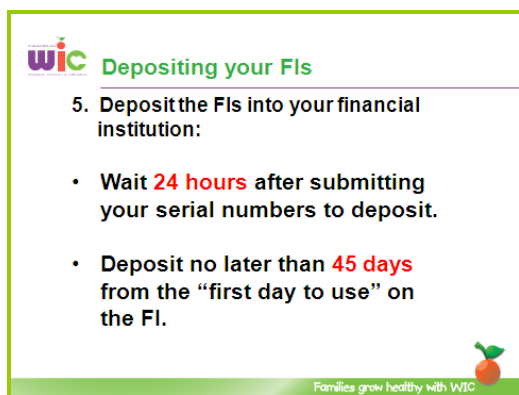 wic
Depositing your FIs
5. Deposit the FIs into your financial
institution:
• Wait 24 hours after submitting
your serial numbers to deposit.
• Deposit no later than 45 days
from the “first day to use” on
the FI.
Families grow healthy with WIC